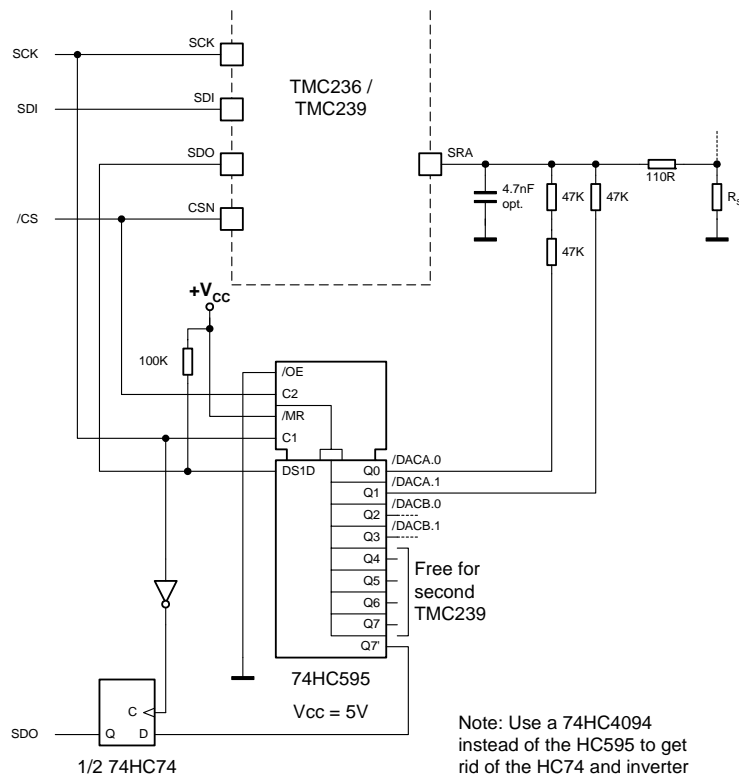 SCK
SCK
SDI
SDI
SDO
/CS
CSN
TMC236 /
TMC239
SRA
4.7nF
opt.
47K
47K
47K
110R
+VCC
100K
/OE
C2
/MR
C1
DS1D
Q0
Q1
Q2
Q3
Q4
Q5
Q6
Q7
Q7'
/DACA.0
/DACA.1
/DACB.0
/DACB.1
Free for
second
TMC239
74HC595
Vcc = 5V
C
SDO
Q
D
1/2 74HC74
Note: Use a 74HC4094
instead of the HC595 to get
rid of the HC74 and inverter